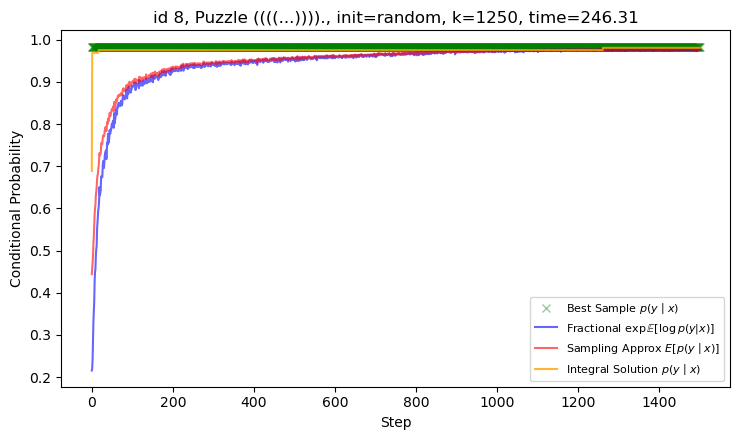 id 8, Puzzle ((((...))))., init=random, k=1250, time=246.31
Conditional Probability
1.0
0.9
0.8
0.7
0.6
0.5
0.4
0.3
0.2
Best Sample p(y | x)
Fractional exp𝔼[log p(y|x)]
Sampling Approx E[p(y | x)]
Integral Solution p(y | x)
0 200 400 600 800 1000 1200 1400
Step